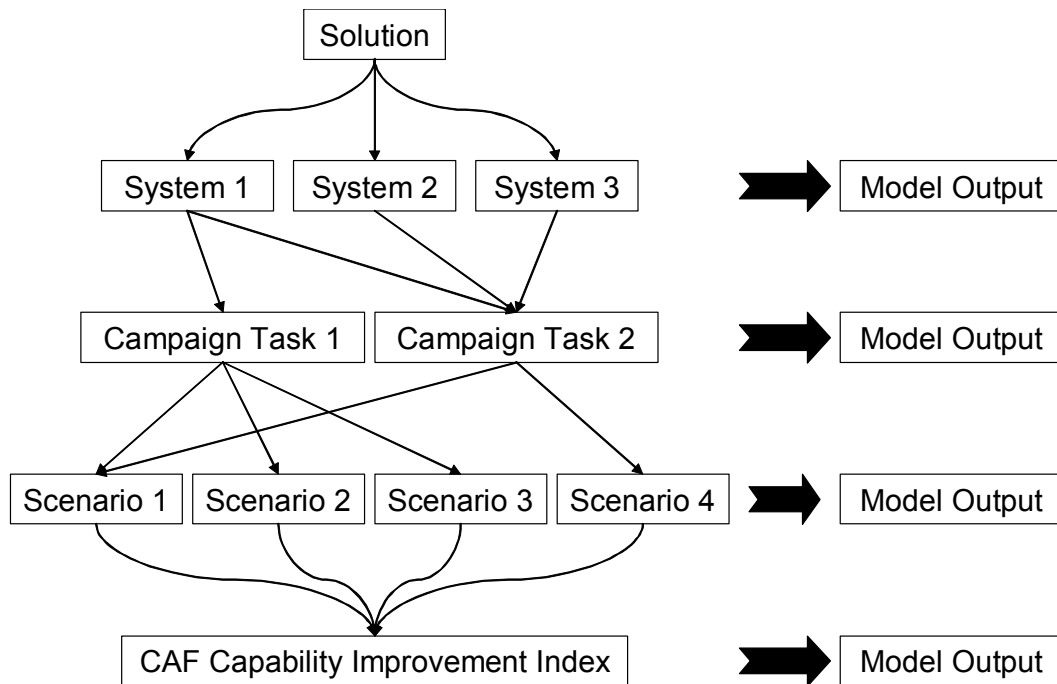 Solution
System 1
System 2
System 3
Model Output
Campaign Task 1
Campaign Task 2
Model Output
Scenario 1
Scenario 2
Scenario 3
Scenario 4
Model Output
CAF Capability Improvement Index
Model Output